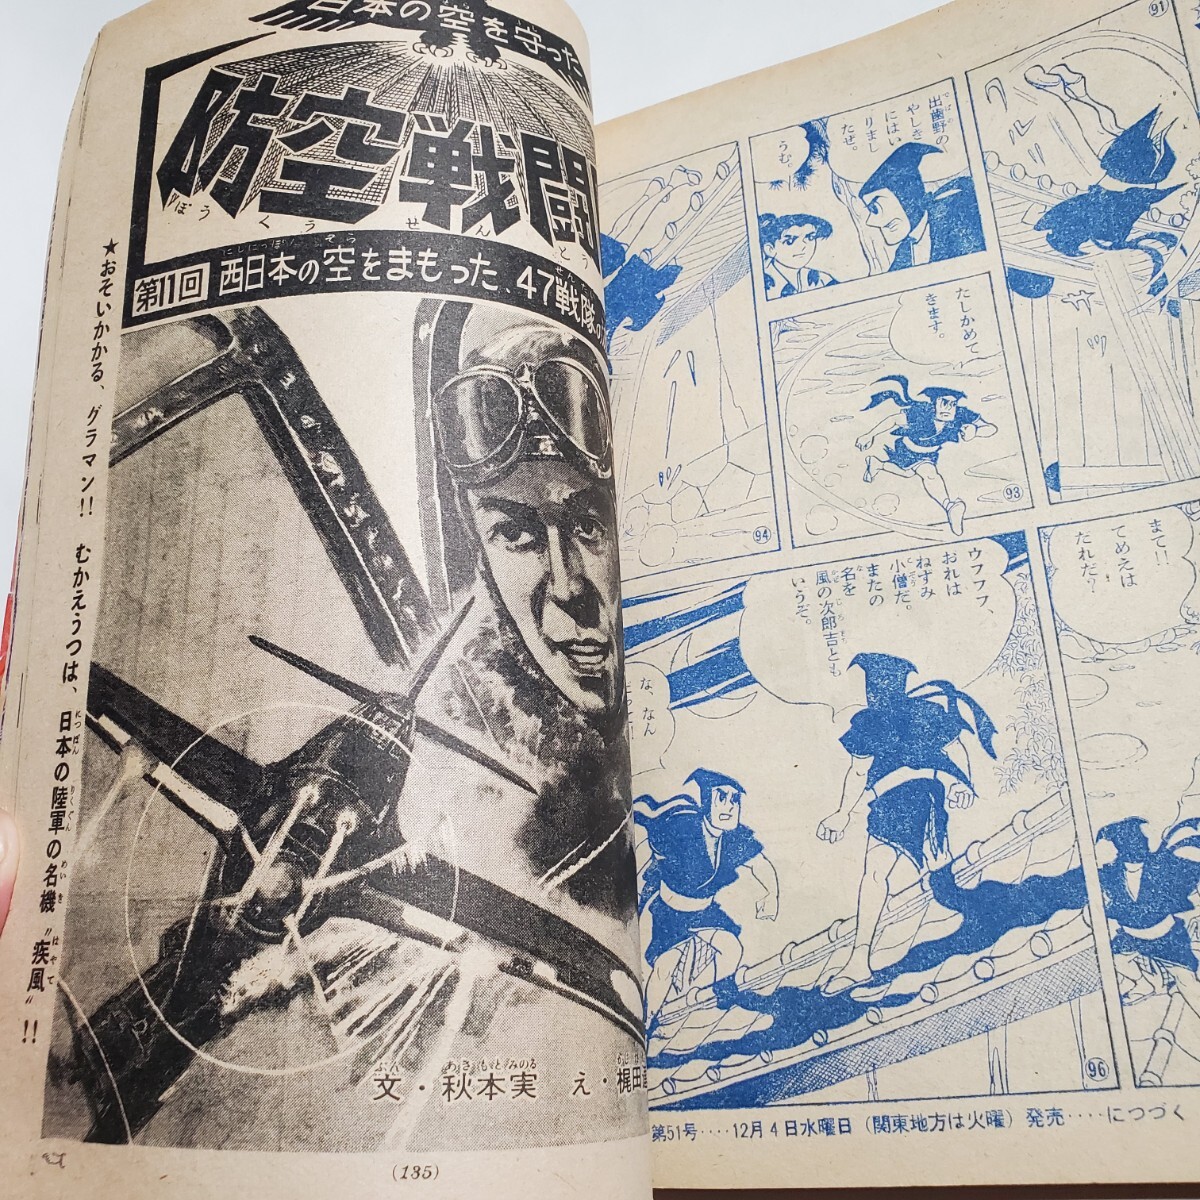 日本の空を守った
防空戦闘
ぼうくうせんとう
第11回 西日本の空をまもった、47戦隊
★おそいかかる、グラマン!! むかえうつは、日本の陸軍の名機〝疾風〟!!
文・秋本実 え・梶田
(135)
91
出歯野の
やしき
にはい
りまし
たぜ。
うむ。
たしかめて
きます。
93
94
まて!!
てめえは
だれだ?
ウフフフ、
おれは
ねずみ
小僧だ。
またの
名を
風の次郎吉とも
いうぞ。
な、なん
96
第51号‥‥12月4日水曜日(関東地方は火曜)発売‥‥につづく